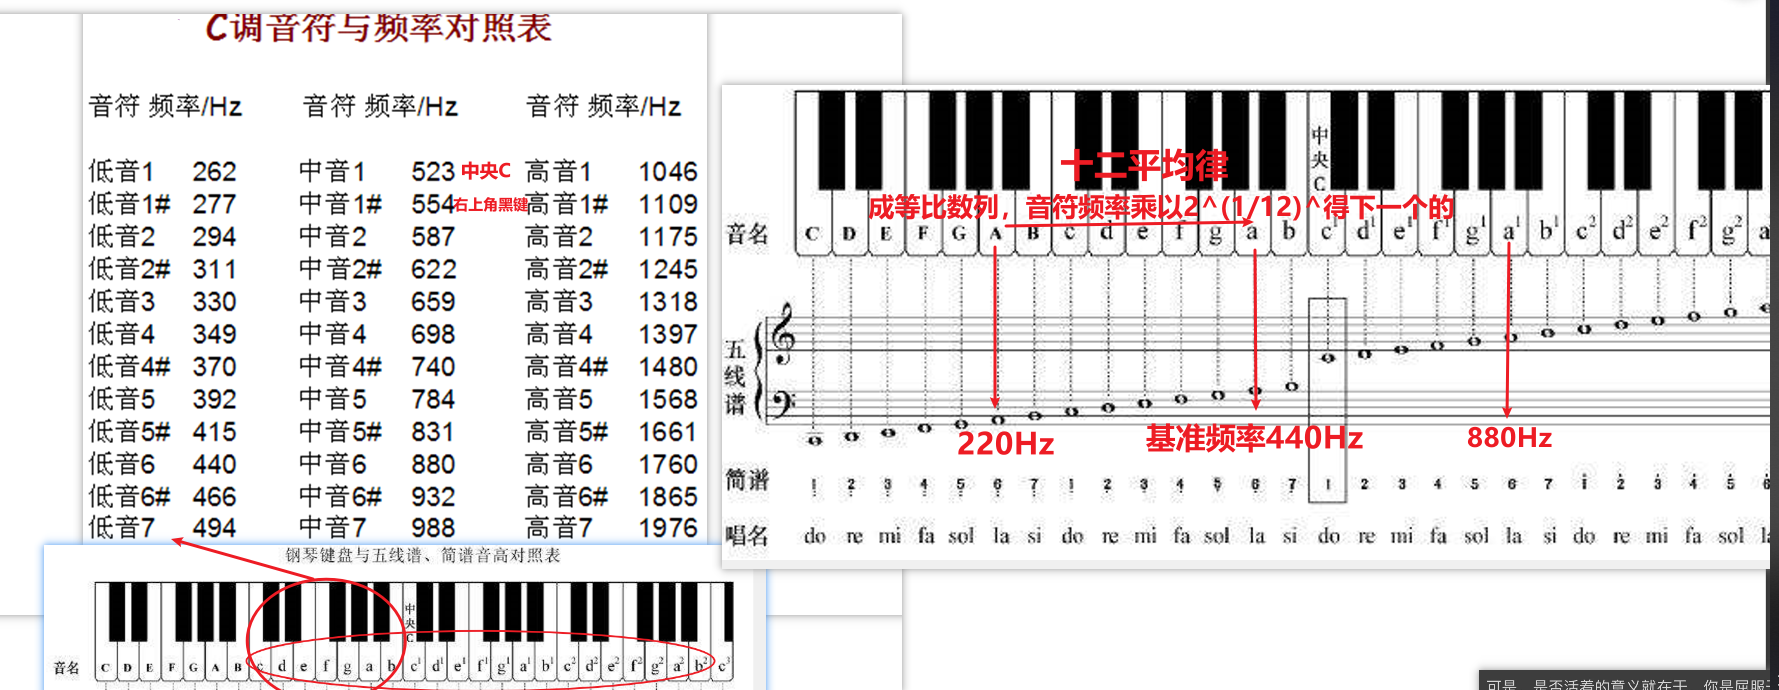 C调音符与频率对照表
音符 频率/Hz 音符 频率/Hz 音符 频率/Hz
低音1 262 中音1 523 中央C 高音1 1046
低音1# 277 中音1# 554 右上角黑键 高音1# 1109
低音2 294 中音2 587 高音2 1175
低音2# 311 中音2# 622 高音2# 1245
低音3 330 中音3 659 高音3 1318
低音4 349 中音4 698 高音4 1397
低音4# 370 中音4# 740 高音4# 1480
低音5 392 中音5 784 高音5 1568
低音5# 415 中音5# 831 高音5# 1661
低音6 440 中音6 880 高音6 1760
低音6# 466 中音6# 932 高音6# 1865
低音7 494 中音7 988 高音7 1976
钢琴键盘与五线谱、简谱音高对照表
中央C
音名 C D E F G A B c d e f g a b c¹ d¹ e¹ f¹ g¹ a¹ b¹ c² d² e² f² g² a² b² c³
中央C
十二平均律
成等比数列，音符频率乘以2^(1/12)^得下一个的
音名 C D E F G A B c d e f g a b c¹ d¹ e¹ f¹ g¹ a¹ b¹ c² d² e² f² g² a
五线谱
220Hz 基准频率440Hz 880Hz
简谱 1 2 3 4 5 6 7 1 2 3 4 5 6 7 1 2 3 4 5 6 7 1 2 3 4 5 6
唱名 do re mi fa sol la si do re mi fa sol la si do re mi fa sol la si do re mi fa sol la
可是，是否活着的意义就在于，你是屈服于